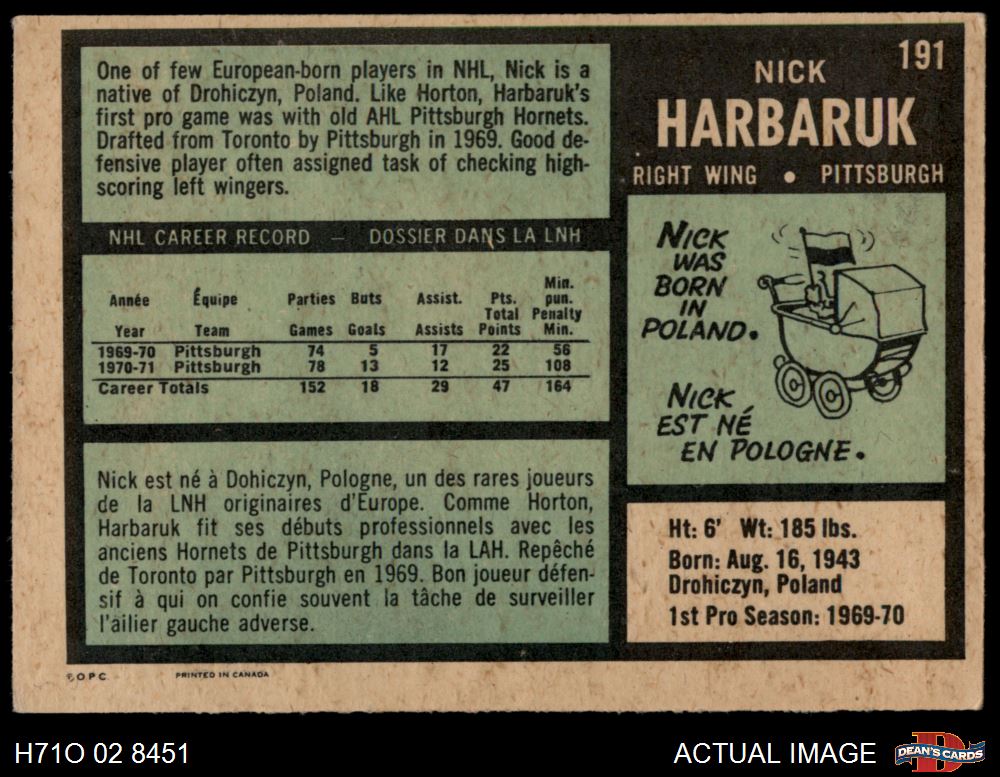 191
NICK
HARBARUK
RIGHT WING • PITTSBURGH
One of few European-born players in NHL, Nick is a
native of Drohiczyn, Poland. Like Horton, Harbaruk's
first pro game was with old AHL Pittsburgh Hornets.
Drafted from Toronto by Pittsburgh in 1969. Good de-
fensive player often assigned task of checking high-
scoring left wingers.
NHL CAREER RECORD — DOSSIER DANS LA LNH
Année Équipe Parties Buts Assist. Pts. Total Min. pun.
Year Team Games Goals Assists Points Penalty Min.
1969-70 Pittsburgh 74 5 17 22 56
1970-71 Pittsburgh 78 13 12 25 108
Career Totals 152 18 29 47 164
Nick est né à Dohiczyn, Pologne, un des rares joueurs
de la LNH originaires d'Europe. Comme Horton,
Harbaruk fit ses débuts professionnels avec les
anciens Hornets de Pittsburgh dans la LAH. Repêché
de Toronto par Pittsburgh en 1969. Bon joueur défen-
sif à qui on confie souvent la tâche de surveiller
l'ailier gauche adverse.
NICK
WAS
BORN
IN
POLAND.
NICK
EST NÉ
EN POLOGNE.
Ht: 6' Wt: 185 lbs.
Born: Aug. 16, 1943
Drohiczyn, Poland
1st Pro Season: 1969-70
© O.P.C. PRINTED IN CANADA
H71O 02 8451
ACTUAL IMAGE
DEAN'S CARDS